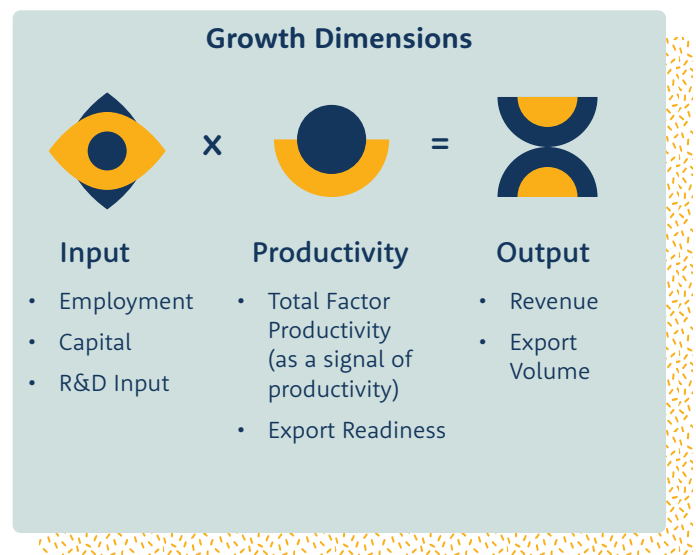 Growth Dimensions
x
=
Input
• Employment
• Capital
• R&D Input
Productivity
• Total Factor
Productivity
(as a signal of
productivity)
• Export Readiness
Output
• Revenue
• Export
Volume